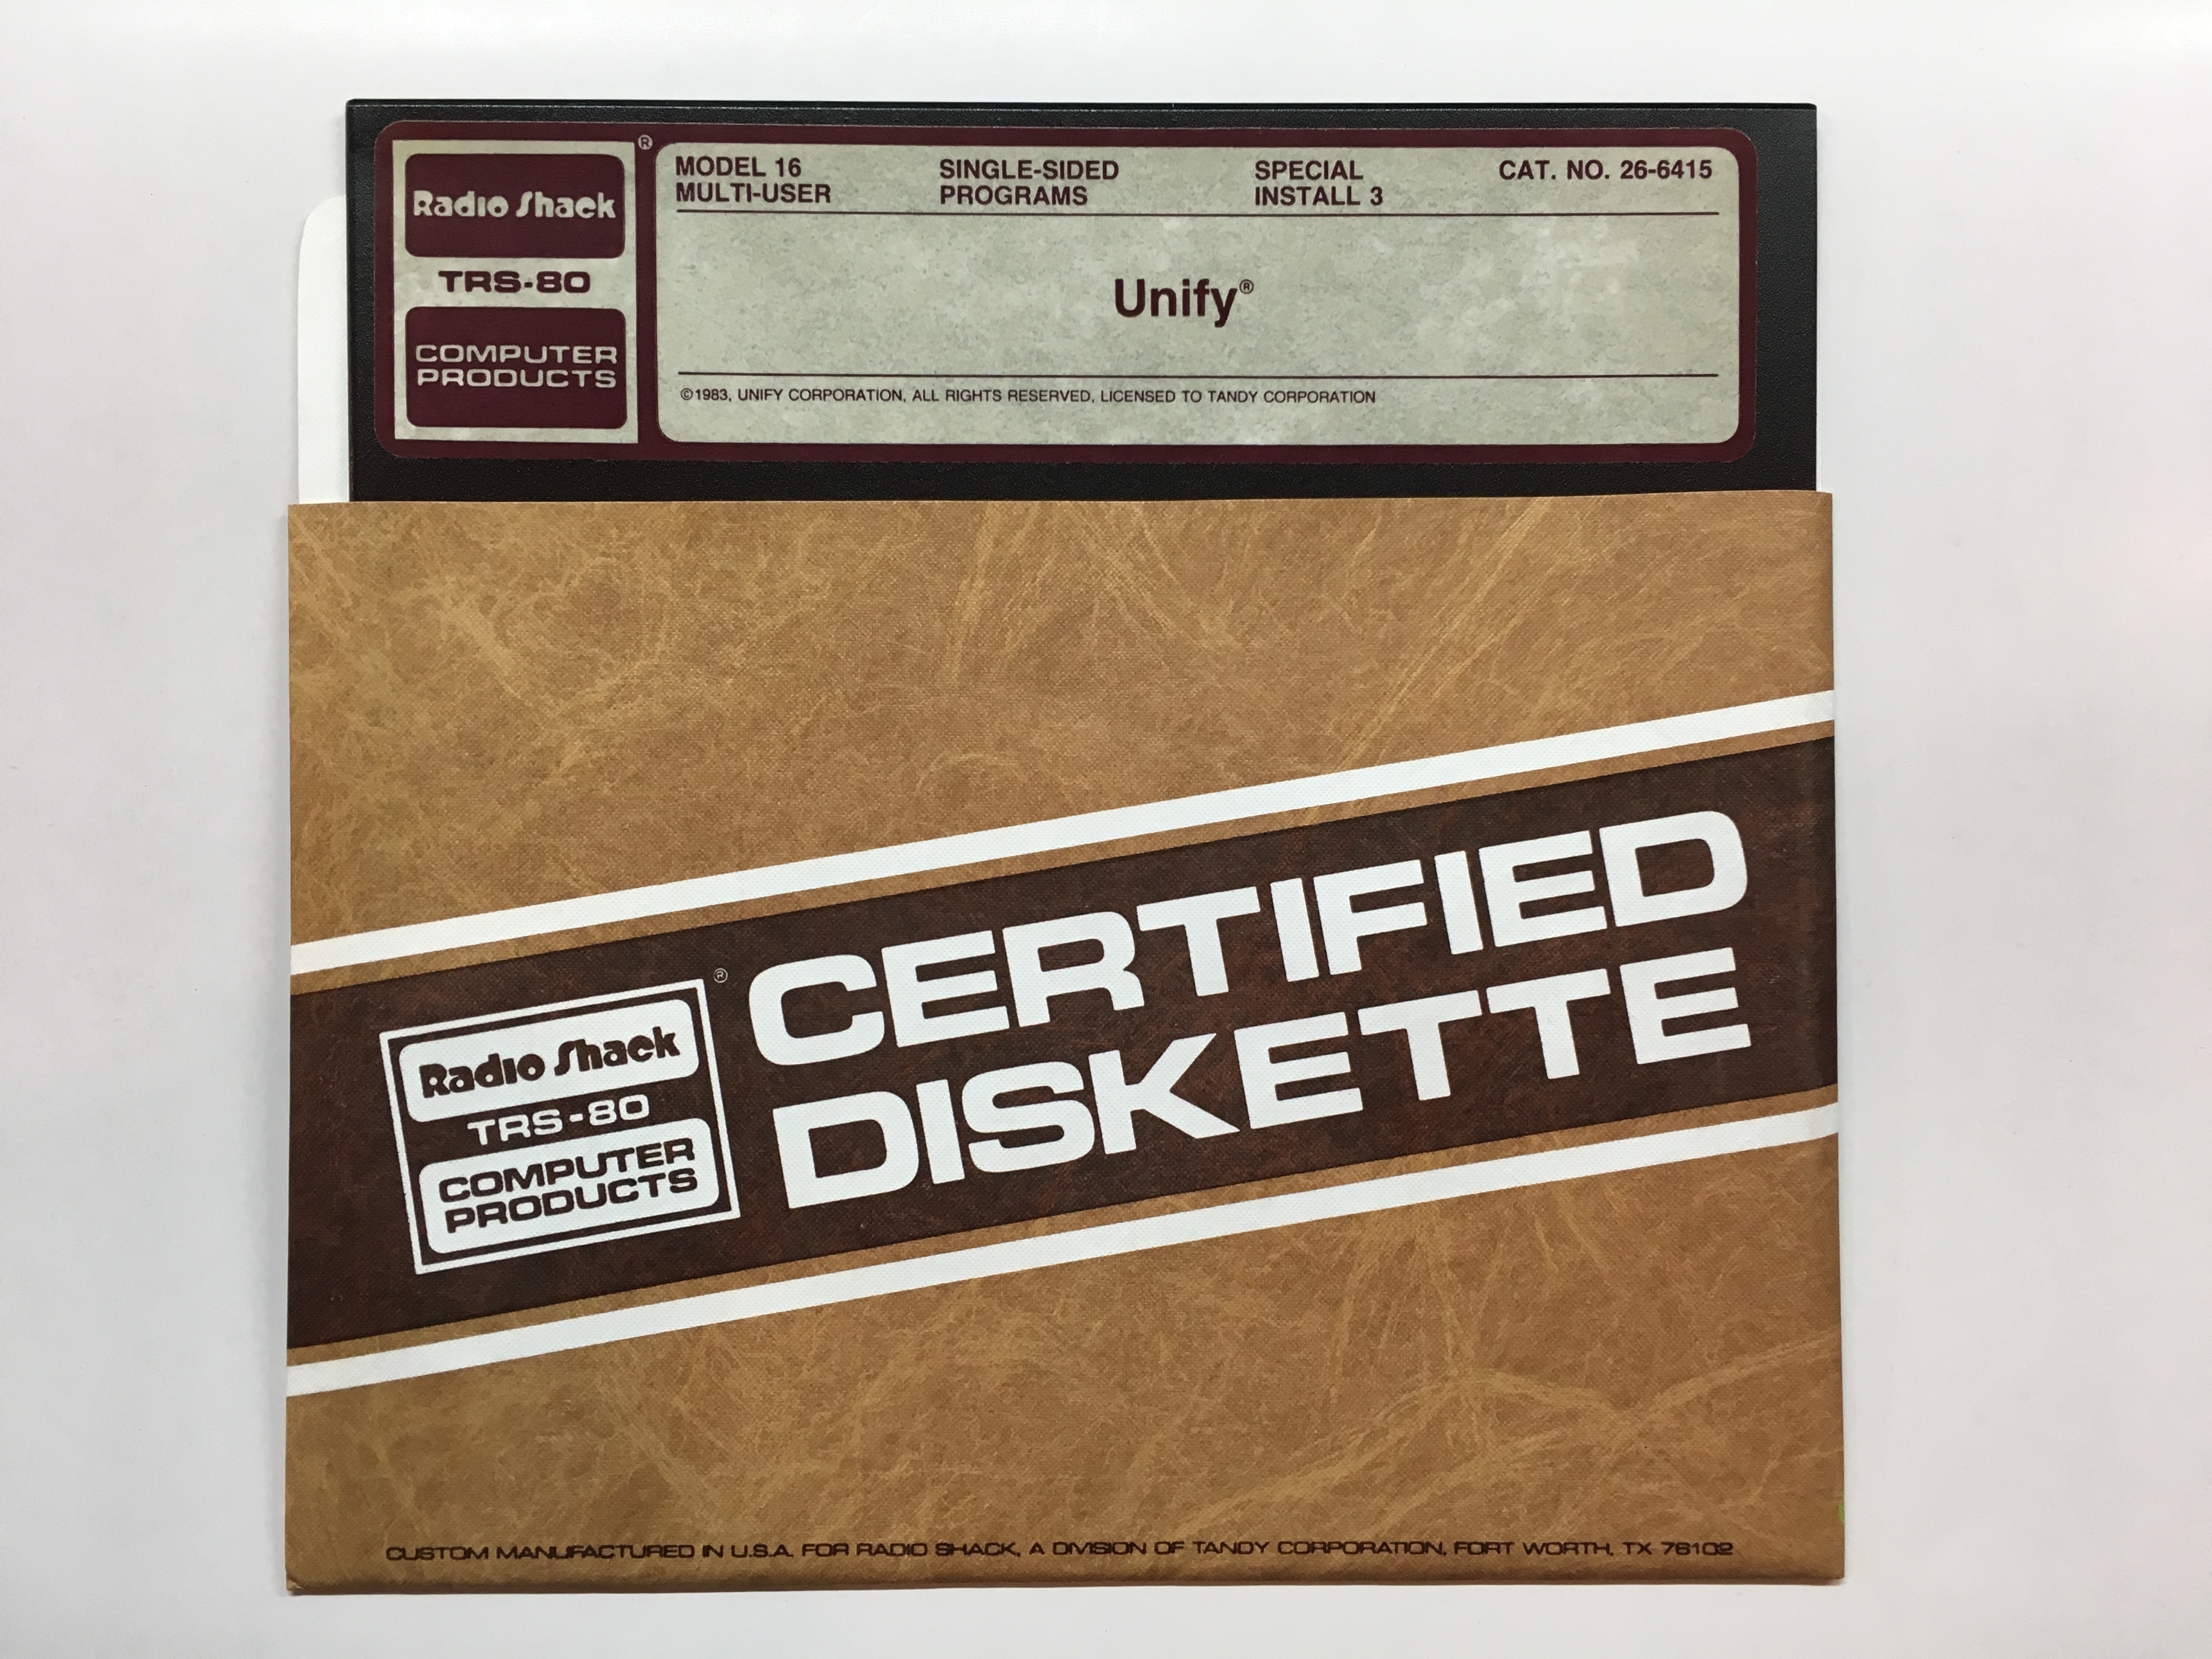 Radio Shack®
TRS-80
COMPUTER
PRODUCTS
MODEL 16
MULTI-USER
SINGLE-SIDED
PROGRAMS
SPECIAL
INSTALL 3
CAT. NO. 26-6415
Unify®
©1983, UNIFY CORPORATION, ALL RIGHTS RESERVED, LICENSED TO TANDY CORPORATION
Radio Shack®
TRS-80
COMPUTER
PRODUCTS
CERTIFIED
DISKETTE
CUSTOM MANUFACTURED IN U.S.A. FOR RADIO SHACK, A DIVISION OF TANDY CORPORATION, FORT WORTH, TX 76102